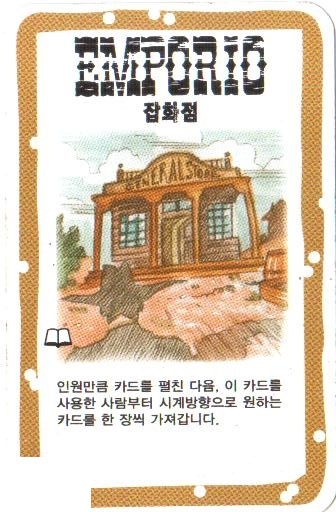 EMPORIO
잡화점
GENERAL STORE
인원만큼 카드를 펼친 다음, 이 카드를
사용한 사람부터 시계방향으로 원하는
카드를 한 장씩 가져갑니다.